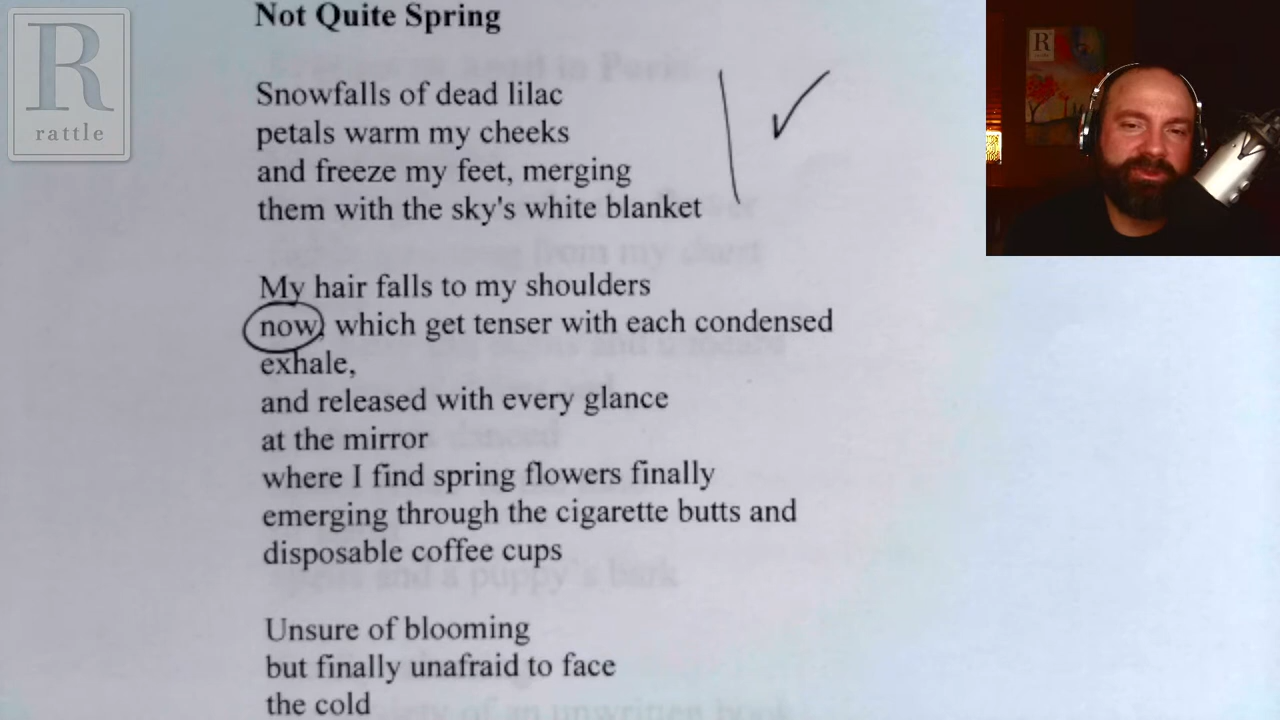 R
rattle
R
Not Quite Spring
Snowfalls of dead lilac
petals warm my cheeks
and freeze my feet, merging
them with the sky's white blanket
My hair falls to my shoulders
now, which get tenser with each condensed
exhale,
and released with every glance
at the mirror
where I find spring flowers finally
emerging through the cigarette butts and
disposable coffee cups
Unsure of blooming
but finally unafraid to face
the cold